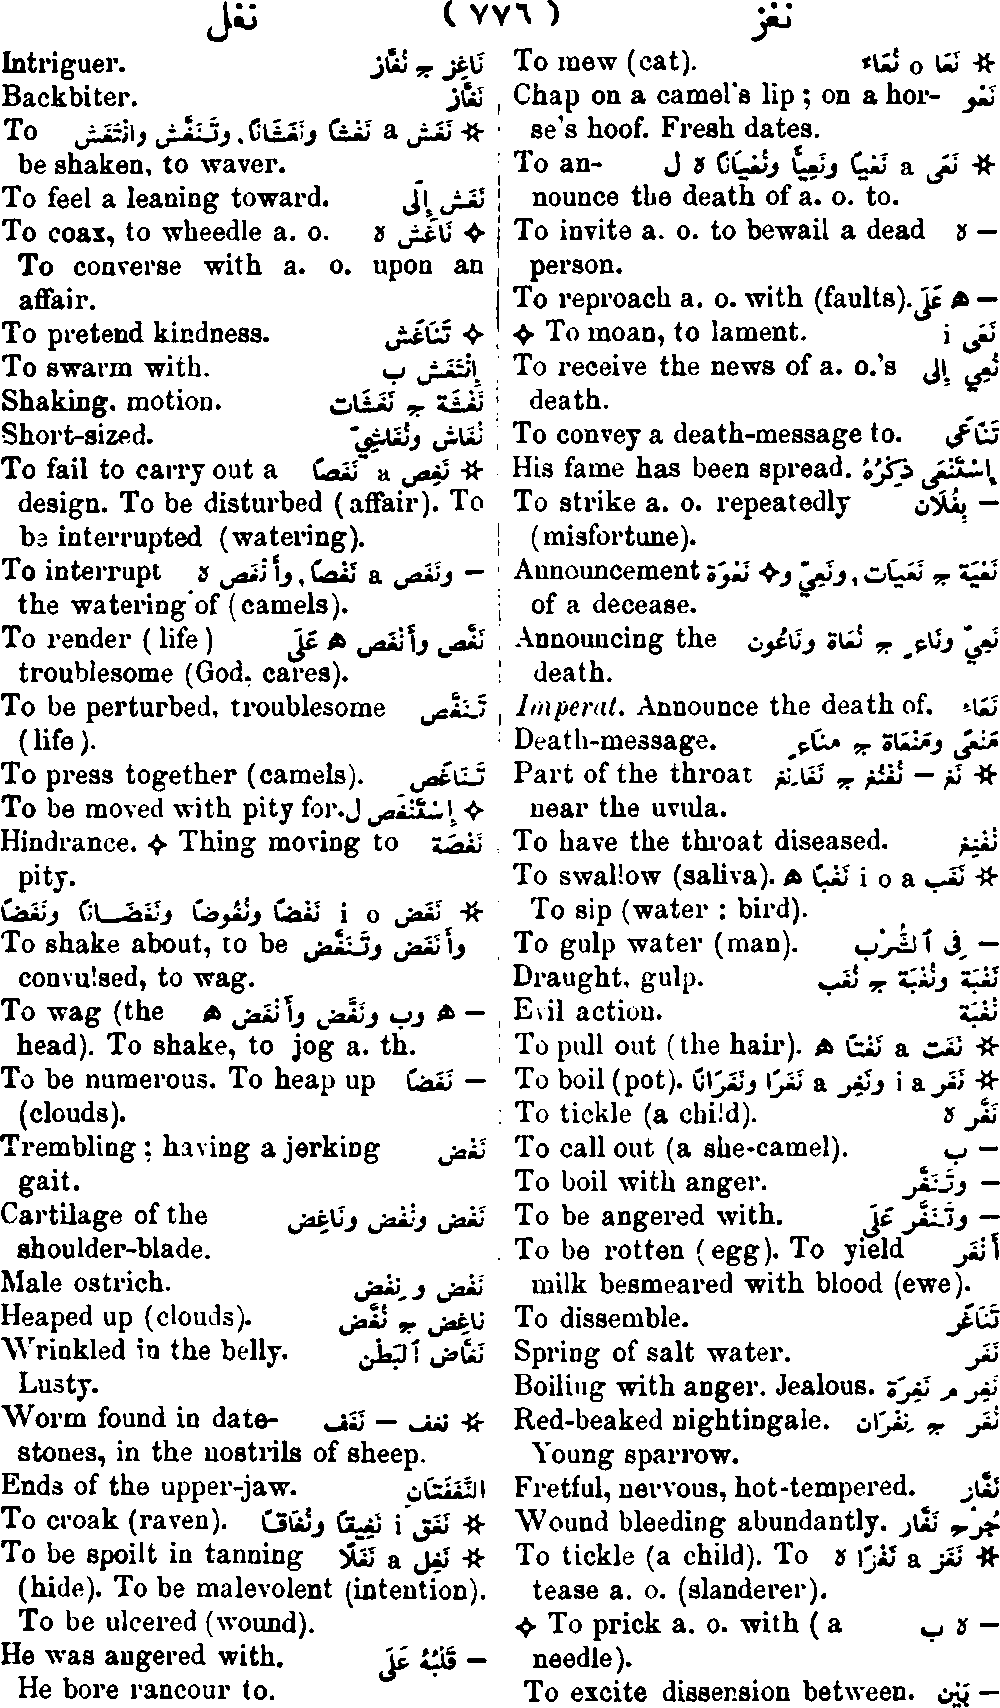 نغز ( ٧٧٦ ) نغل
To mew (cat). ✲ نَغَا o نُغَاءً
Chap on a camel's lip ; on a hor- نَغْو
se's hoof. Fresh dates.
To an- ✲ نَعَى a نَعْيًا ونَعِيًّا ونُعْيَانًا ه ل
nounce the death of a. o. to.
To invite a. o. to bewail a dead — ه
person.
To reproach a. o. with (faults). — ه عَلَى
✧ To moan, to lament. نَعَى i
To receive the news of a. o.'s نُعِيَ إِلى
death.
To convey a death-message to. تَنَاعَى
His fame has been spread. إِسْتَنْعَى ذِكْرُهُ
To strike a. o. repeatedly — بِفُلَان
(misfortune).
Announcement نَعْيَة ج نَعَيَات, ونَعِيّ و✧ نَعْوَة
of a decease.
Announcing the نَعِيّ ونَاعٍ ج نُعَاة ونَاعُون
death.
Imperat. Announce the death of. نَعَاءِ
Death-message. مَنْعًى ومَنْعَاة ج مَنَاعٍ
Part of the throat ✲ نغ — نُغْنُغ ج نَغَانِغ
near the uvula.
To have the throat diseased. نُغْنِغَ
To swallow (saliva). ✲ نَغَب i o a نَغْبًا ه
To sip (water : bird).
To gulp water (man). — فِي ٱلشُّرْب
Draught, gulp. نَغْبَة ونُغْبَة ج نُغَب
Evil action. نَغْبَة
To pull out (the hair). ✲ نَغَت a نَغْتًا ه
To boil (pot). ✲ نَغَر i a ونَغِر a نَغَرًا ونَغَرَانًا
To tickle (a child). نَغَّر ه
To call out (a she-camel). — ب
To boil with anger. — وتَنَغَّر
To be angered with. — وتَنَغَّر عَلَى
To be rotten (egg). To yield أَنْغَر
milk besmeared with blood (ewe).
To dissemble. تَنَاغَر
Spring of salt water. نَغَر
Boiling with anger. Jealous. نَغِر م نَغِرَة
Red-beaked nightingale. نُغَر ج نِغْرَان
Young sparrow.
Fretful, nervous, hot-tempered. نَغَّار
Wound bleeding abundantly. جُرْح نَغَّار
To tickle (a child). To ✲ نَغَز a نَغْزًا ه
tease a. o. (slanderer).
✧ To prick a. o. with ( a — ه ب
needle).
To excite dissension between. — بَيْن
Intriguer. نَاغِز ج نُغَّاز
Backbiter. نَغَّاز
To ✲ نَغَش a نَغْشًا ونَغَشَانًا, وتَنَغَّش وانْتَغَش
be shaken, to waver.
To feel a leaning toward. نَغَش إِلَى
To coax, to wheedle a. o. ✧ نَاغَش ه
To converse with a. o. upon an
affair.
To pretend kindness. ✧ تَنَاغَش
To swarm with. إِنْتَغَش ب
Shaking. motion. نَغْشَة ج نَغَشَات
Short-sized. نُغَاش ونُغَاشِيّ
To fail to carry out a ✲ نَغِص a نَغَصًا
design. To be disturbed (affair). To
be interrupted (watering).
To interrupt — ونَغَص a نَغْصًا, وأَنْغَص ه
the watering of (camels).
To render (life) نَغَّص وأَنْغَص ه عَلَى
troublesome (God, cares).
To be perturbed, troublesome تَنَغَّص
(life).
To press together (camels). تَنَاغَص
To be moved with pity for. ✧ إِسْتَنْغَص ل
Hindrance. ✧ Thing moving to نَغْصَة
pity.
✲ نَغَض i o نَغْضًا ونُغُوضًا ونَغَضَانًا ونَغَضًا
To shake about, to be وأَنْغَض وتَنَغَّض
convulsed, to wag.
To wag (the — ه وب ونَغَّض وأَنْغَض ه
head). To shake, to jog a. th.
To be numerous. To heap up — نَغَضًا
(clouds).
Trembling ; having a jerking نَغْض
gait.
Cartilage of the نَغْض ونُغْض ونَاغِض
shoulder-blade.
Male ostrich. نَغْض و نِغْض
Heaped up (clouds). نَاغِض ج نُغَّض
Wrinkled in the belly. نَغَّاض ٱلْبَطْن
Lusty.
Worm found in date- ✲ نغف — نَغَف
stones, in the nostrils of sheep.
Ends of the upper-jaw. النَّغَفَتَان
To croak (raven). ✲ نَغَق i نَغِيقًا ونُغَاقًا
To be spoilt in tanning ✲ نَغِل a نَغَلًا
(hide). To be malevolent (intention).
To be ulcered (wound).
He was angered with. — قَلْبُهُ عَلَى
He bore rancour to.